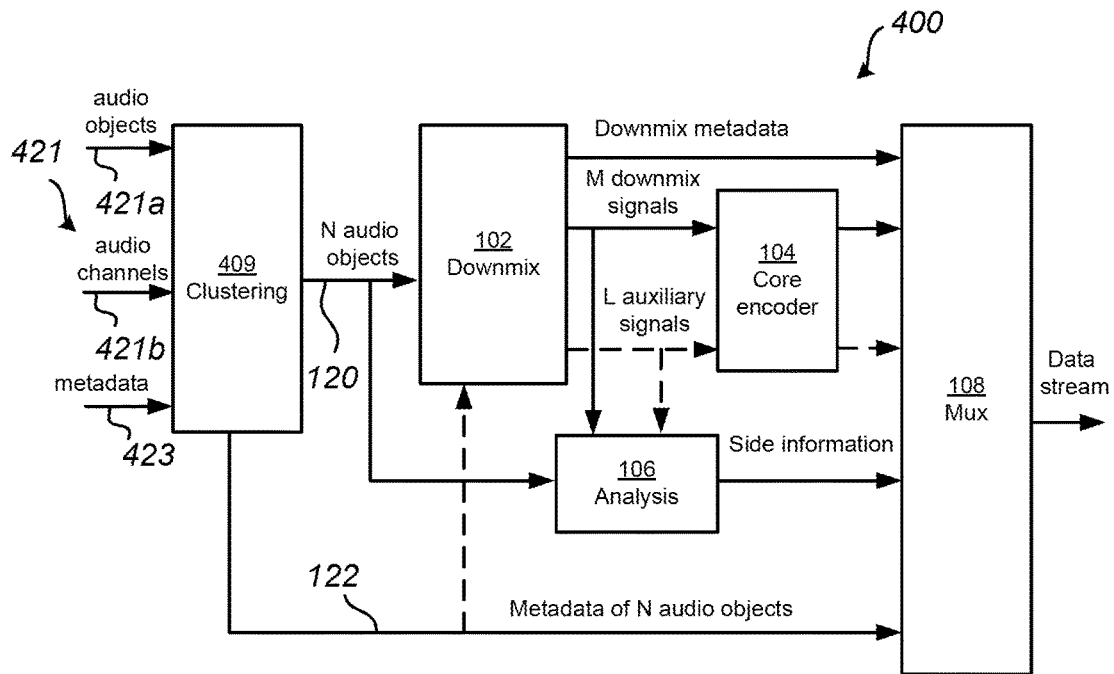 400
audio
objects
421
421a
audio
channels
421b
metadata
423
409
Clustering
N audio
objects
120
102
Downmix
Downmix metadata
M downmix
signals
L auxiliary
signals
104
Core
encoder
106
Analysis
Side information
122
Metadata of N audio objects
108
Mux
Data
stream